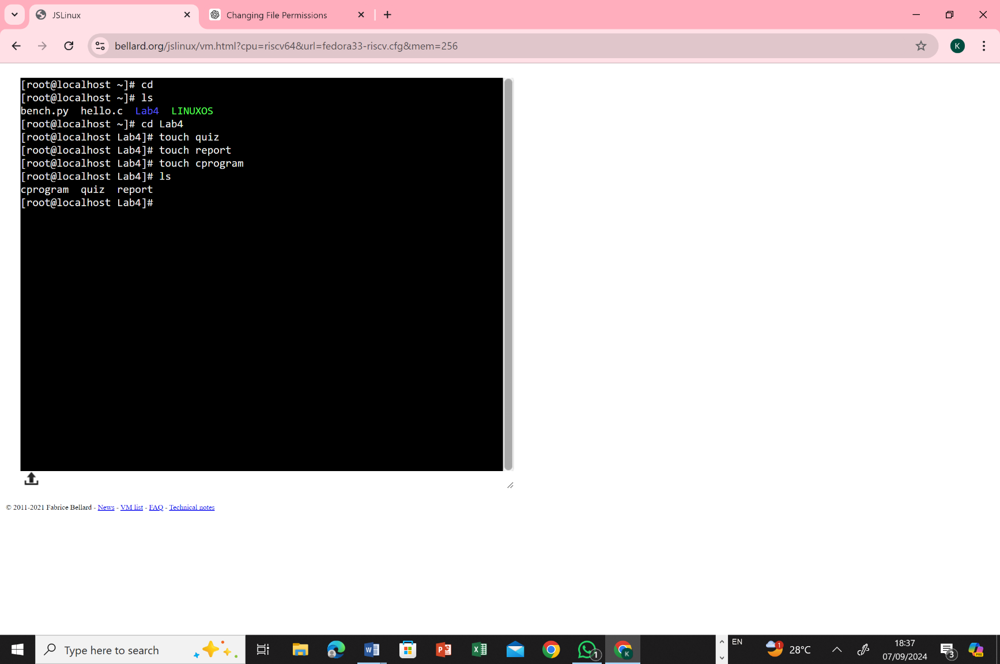 JSLinux
Changing File Permissions
bellard.org/jslinux/vm.html?cpu=riscv64&url=fedora33-riscv.cfg&mem=256
K
[root@localhost ~]# cd
[root@localhost ~]# ls
bench.py  hello.c  Lab4  LINUXOS
[root@localhost ~]# cd Lab4
[root@localhost Lab4]# touch quiz
[root@localhost Lab4]# touch report
[root@localhost Lab4]# touch cprogram
[root@localhost Lab4]# ls
cprogram  quiz  report
[root@localhost Lab4]#
© 2011-2021 Fabrice Bellard - News - VM list - FAQ - Technical notes
Type here to search
W
P
X
1
K
EN
1
28°C
18:37
07/09/2024
3
PRE